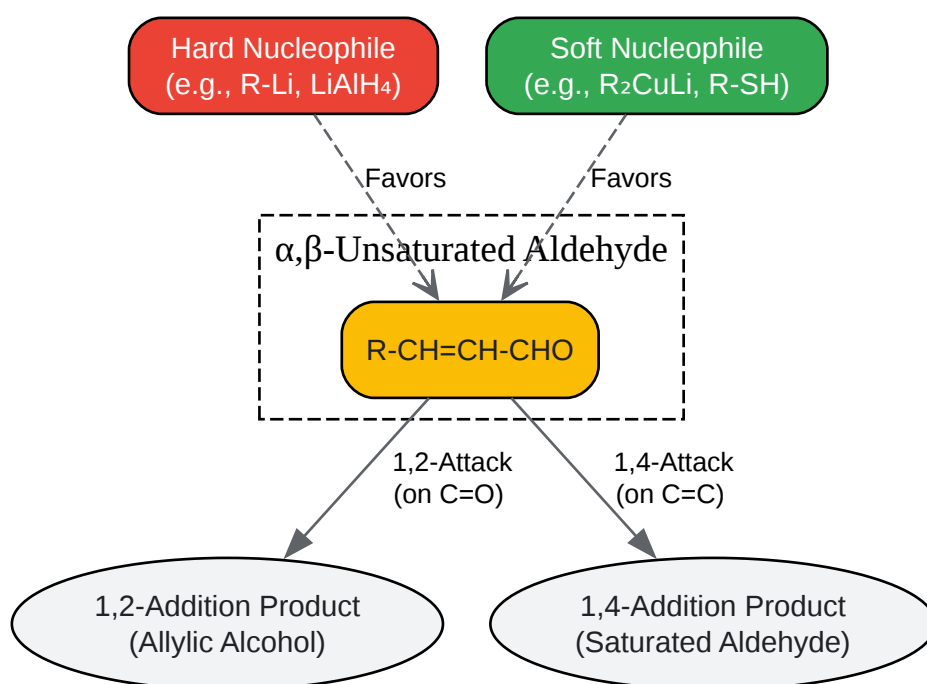 Hard Nucleophile
(e.g., R-Li, LiAlH₄)
Soft Nucleophile
(e.g., R₂CuLi, R-SH)
Favors
Favors
α,β-Unsaturated Aldehyde
R-CH=CH-CHO
1,2-Attack
(on C=O)
1,4-Attack
(on C=C)
1,2-Addition Product
(Allylic Alcohol)
1,4-Addition Product
(Saturated Aldehyde)